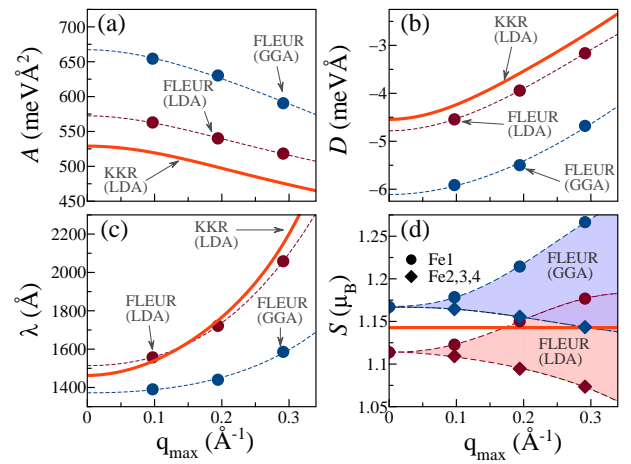 (a)
A (meVÅ²)
700
650
600
550
500
450
FLEUR
(GGA)
FLEUR
(LDA)
KKR
(LDA)
(b)
D (meVÅ)
−3
−4
−5
−6
KKR
(LDA)
FLEUR
(LDA)
FLEUR
(GGA)
(c)
λ (Å)
2200
2000
1800
1600
1400
KKR
(LDA)
FLEUR
(LDA)
FLEUR
(GGA)
0
0.1
0.2
0.3
q_max (Å⁻¹)
(d)
S (μ_B)
1.25
1.2
1.15
1.1
1.05
Fe1
Fe2,3,4
FLEUR
(GGA)
FLEUR
(LDA)
0
0.1
0.2
0.3
q_max (Å⁻¹)